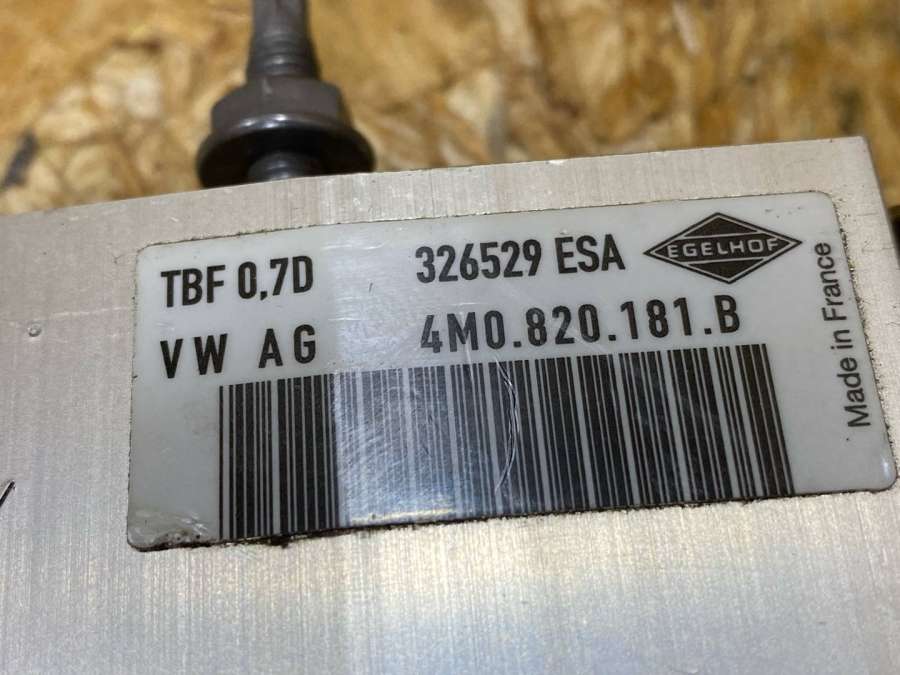 TBF 0,7D 326529 ESA EGELHOF
VW AG 4M0.820.181.B
Made in France